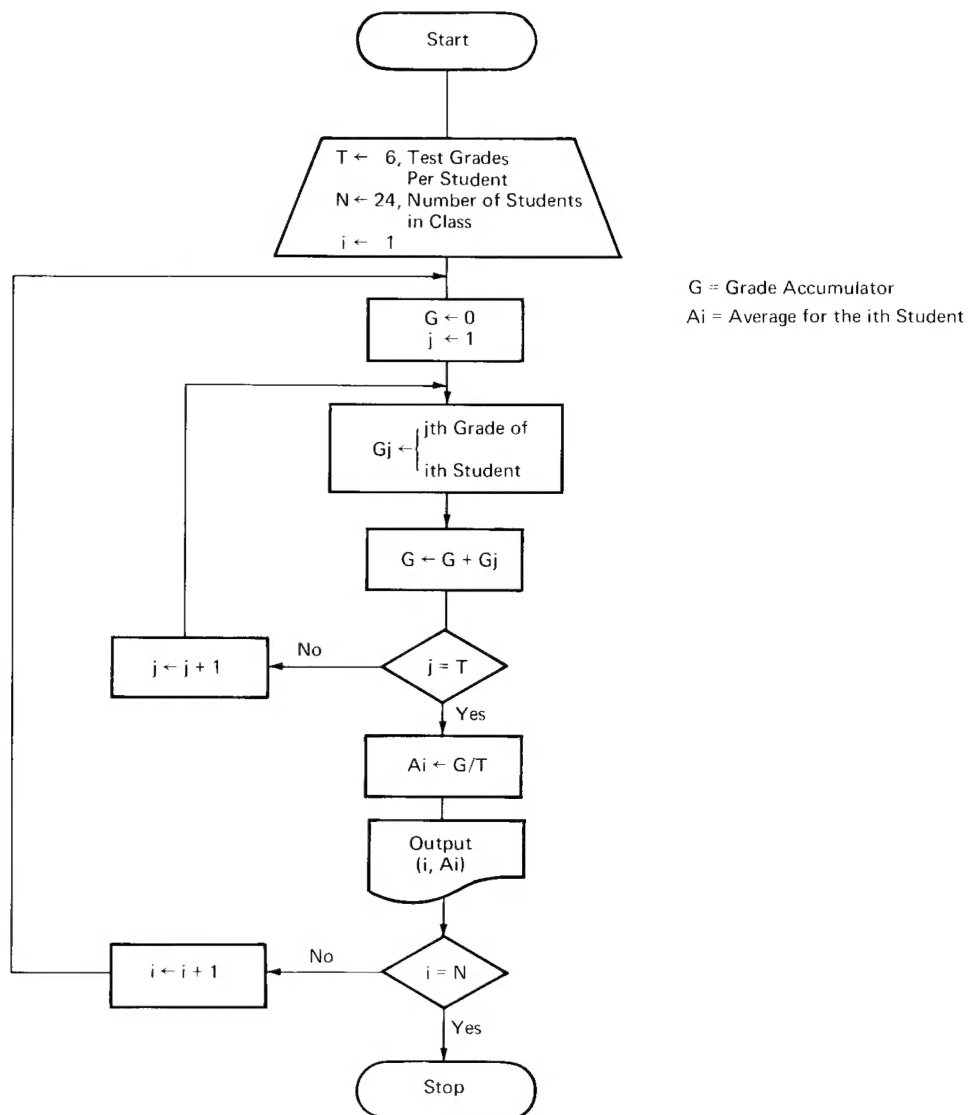 Start
T ← 6, Test Grades
Per Student
N ← 24, Number of Students
in Class
i ← 1
G = Grade Accumulator
Ai = Average for the ith Student
G ← 0
j ← 1
Gj ← { jth Grade of
ith Student
G ← G + Gj
j = T
No
j ← j + 1
Yes
Ai ← G/T
Output
(i, Ai)
i = N
No
i ← i + 1
Yes
Stop